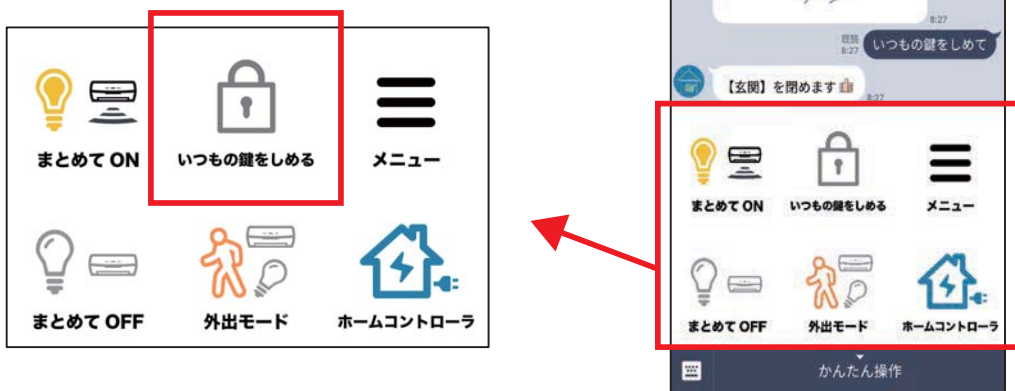 まとめて ON
いつもの鍵をしめる
メニュー
まとめて OFF
外出モード
ホームコントローラ
8:27
既読
8:27
いつもの鍵をしめて
【玄関】を閉めます👍
8:27
まとめて ON
いつもの鍵をしめる
メニュー
まとめて OFF
外出モード
ホームコントローラ
かんたん操作